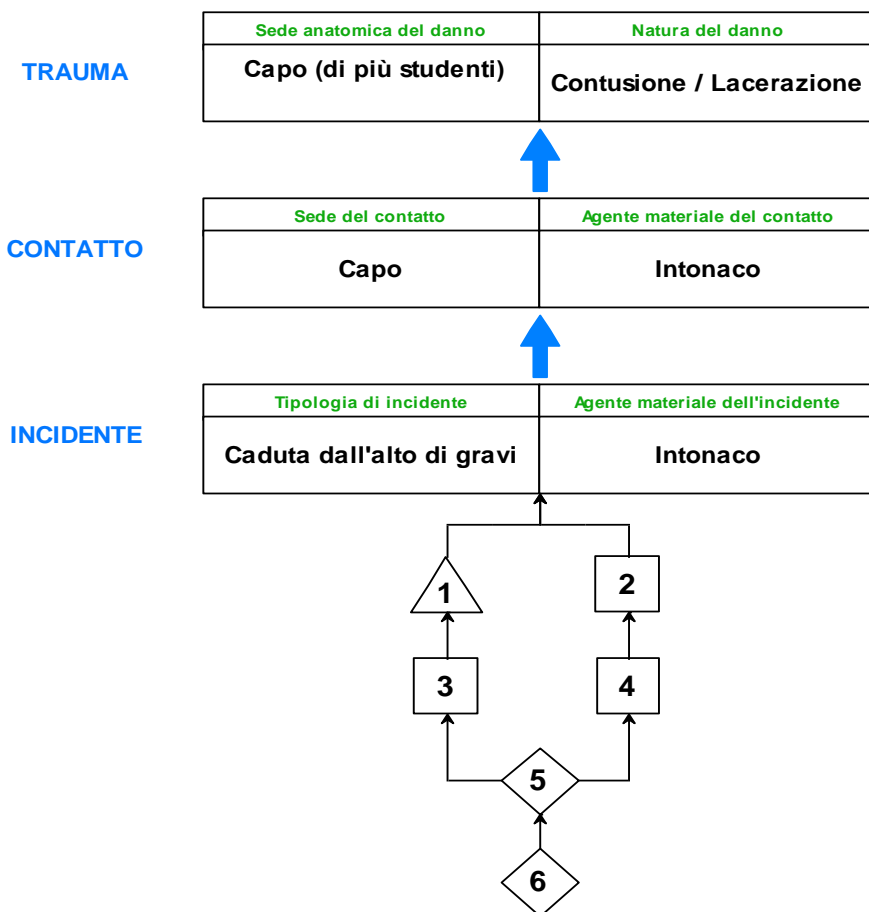 Sede anatomica del danno
Natura del danno
TRAUMA
Capo (di più studenti)
Contusione / Lacerazione
Sede del contatto
Agente materiale del contatto
CONTATTO
Capo
Intonaco
Tipologia di incidente
Agente materiale dell'incidente
INCIDENTE
Caduta dall'alto di gravi
Intonaco
1
2
3
4
5
6